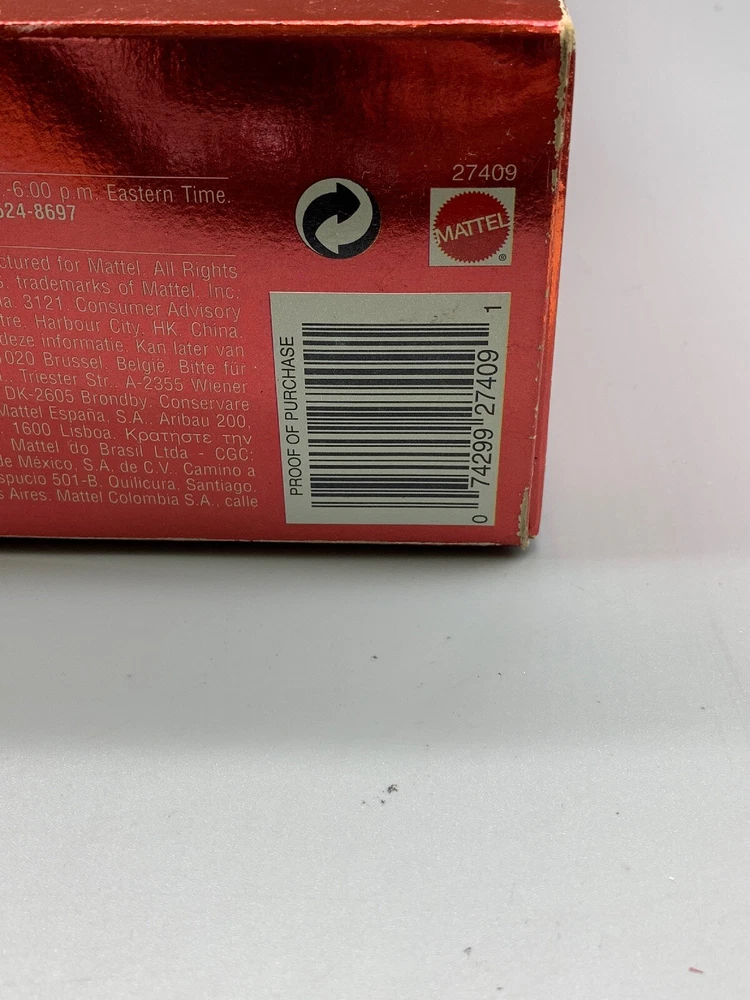 -6:00 p.m. Eastern Time.
524-8697
27409
MATTEL
®
ctured for Mattel. All Rights
trademarks of Mattel, Inc.
ia. 3121. Consumer Advisory
tre, Harbour City, HK, China.
deze informatie. Kan later van
020 Brussel, België. Bitte für
Triester Str., A-2355 Wiener
DK-2605 Brondby. Conservare
Mattel España, S.A., Aribau 200,
1600 Lisboa. Κρατήστε την
Mattel do Brasil Ltda - CGC:
de México, S.A. de C.V., Camino a
spucio 501-B, Quilicura, Santiago,
s Aires. Mattel Colombia S.A., calle
PROOF OF PURCHASE
0 74299 27409 1